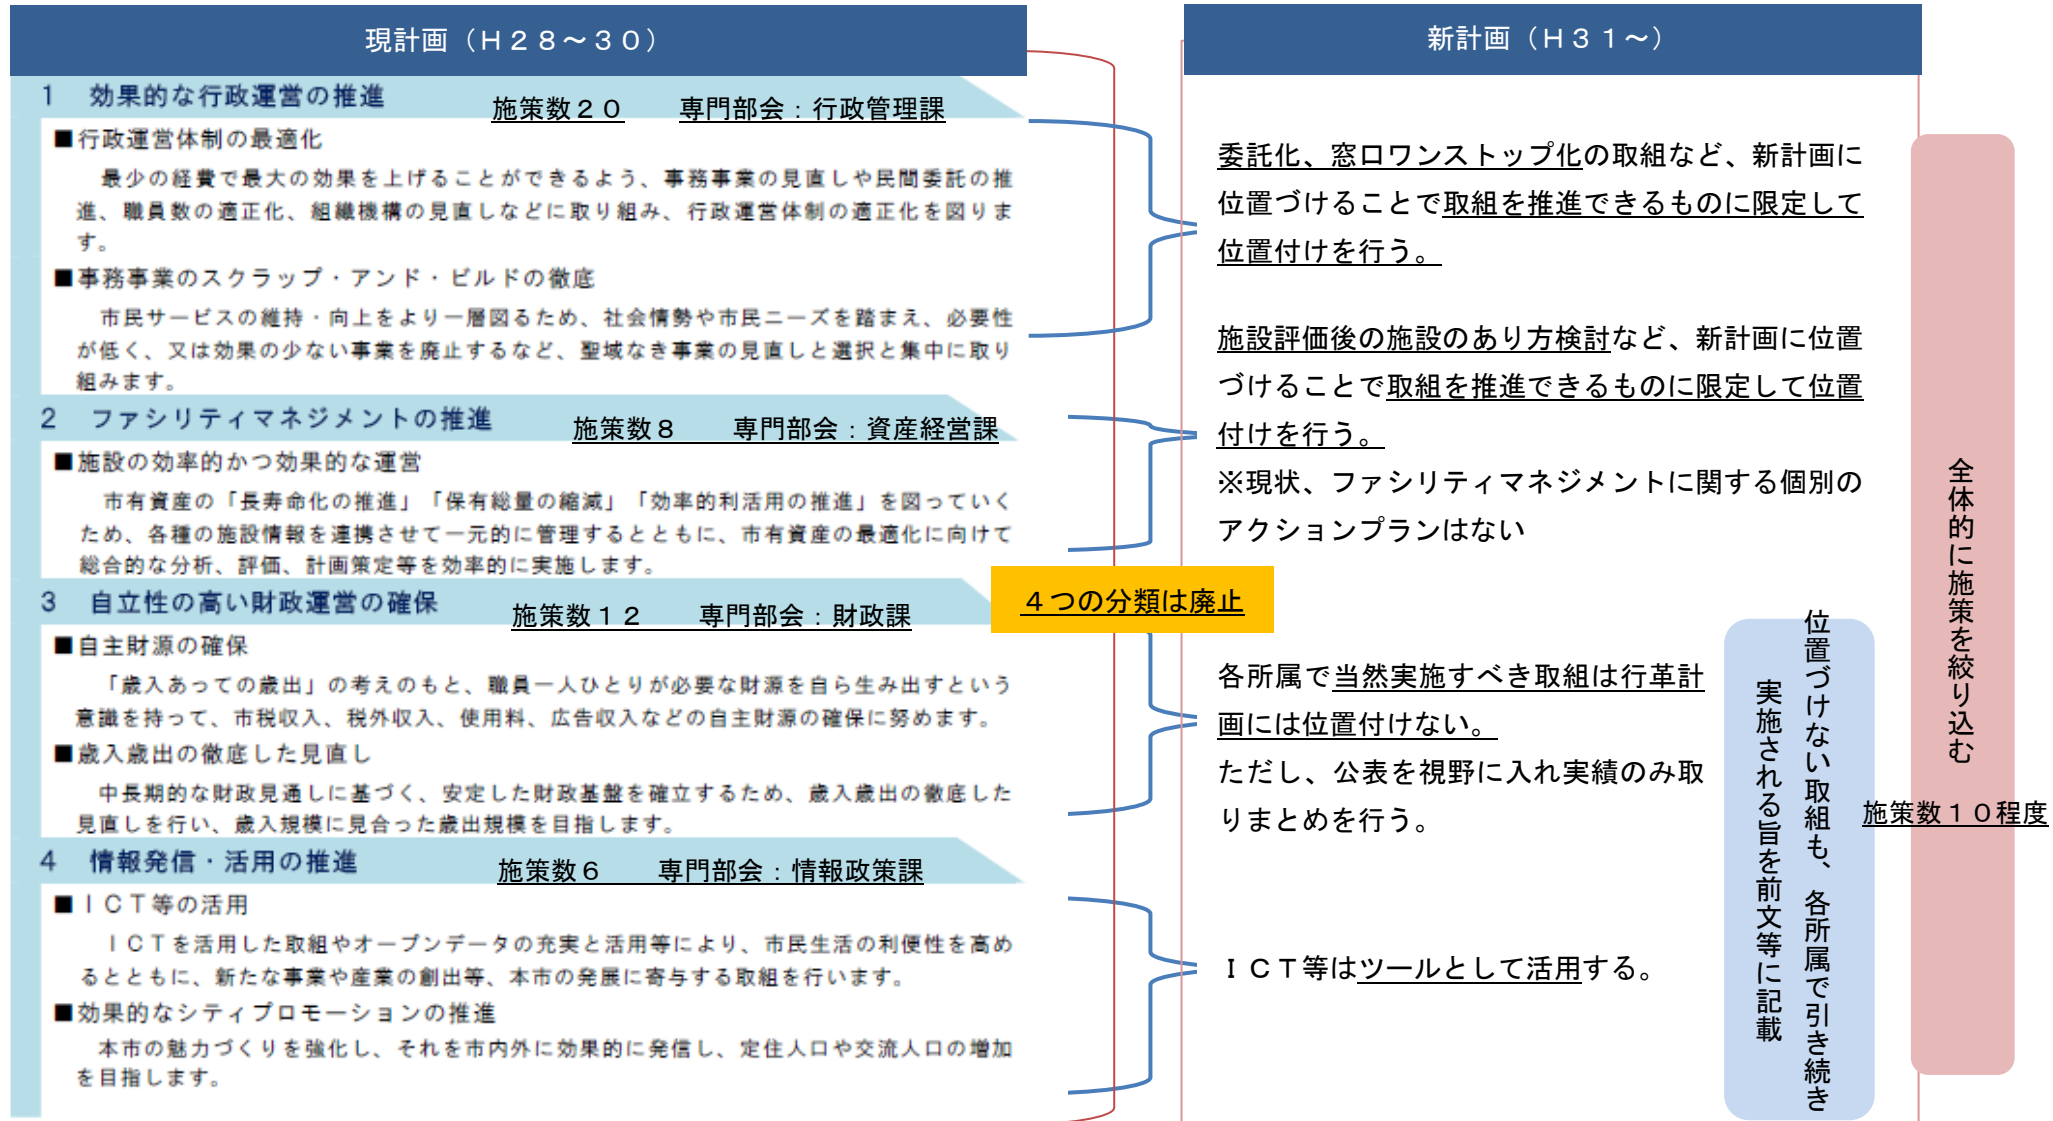 現計画（Ｈ２８～３０）
１　効果的な行政運営の推進
施策数２０　　専門部会：行政管理課
■行政運営体制の最適化
最少の経費で最大の効果を上げることができるよう、事務事業の見直しや民間委託の推
進、職員数の適正化、組織機構の見直しなどに取り組み、行政運営体制の適正化を図りま
す。
■事務事業のスクラップ・アンド・ビルドの徹底
市民サービスの維持・向上をより一層図るため、社会情勢や市民ニーズを踏まえ、必要性
が低く、又は効果の少ない事業を廃止するなど、聖域なき事業の見直しと選択と集中に取り
組みます。
２　ファシリティマネジメントの推進
施策数８　　専門部会：資産経営課
■施設の効率的かつ効果的な運営
市有資産の「長寿命化の推進」「保有総量の縮減」「効率的利活用の推進」を図っていく
ため、各種の施設情報を連携させて一元的に管理するとともに、市有資産の最適化に向けて
総合的な分析、評価、計画策定等を効率的に実施します。
３　自立性の高い財政運営の確保
施策数１２　　専門部会：財政課
■自主財源の確保
「歳入あっての歳出」の考えのもと、職員一人ひとりが必要な財源を自ら生み出すという
意識を持って、市税収入、税外収入、使用料、広告収入などの自主財源の確保に努めます。
■歳入歳出の徹底した見直し
中長期的な財政見通しに基づく、安定した財政基盤を確立するため、歳入歳出の徹底した
見直しを行い、歳入規模に見合った歳出規模を目指します。
４　情報発信・活用の推進
施策数６　　専門部会：情報政策課
■ＩＣＴ等の活用
ＩＣＴを活用した取組やオープンデータの充実と活用等により、市民生活の利便性を高め
るとともに、新たな事業や産業の創出等、本市の発展に寄与する取組を行います。
■効果的なシティプロモーションの推進
本市の魅力づくりを強化し、それを市内外に効果的に発信し、定住人口や交流人口の増加
を目指します。
４つの分類は廃止
新計画（Ｈ３１～）
委託化、窓口ワンストップ化の取組など、新計画に
位置づけることで取組を推進できるものに限定して
位置付けを行う。
施設評価後の施設のあり方検討など、新計画に位置
づけることで取組を推進できるものに限定して位置
付けを行う。
※現状、ファシリティマネジメントに関する個別の
アクションプランはない
各所属で当然実施すべき取組は行革計
画には位置付けない。
ただし、公表を視野に入れ実績のみ取
りまとめを行う。
ＩＣＴ等はツールとして活用する。
位置づけない取組も、各所属で引き続き
実施される旨を前文等に記載
全体的に施策を絞り込む
施策数１０程度